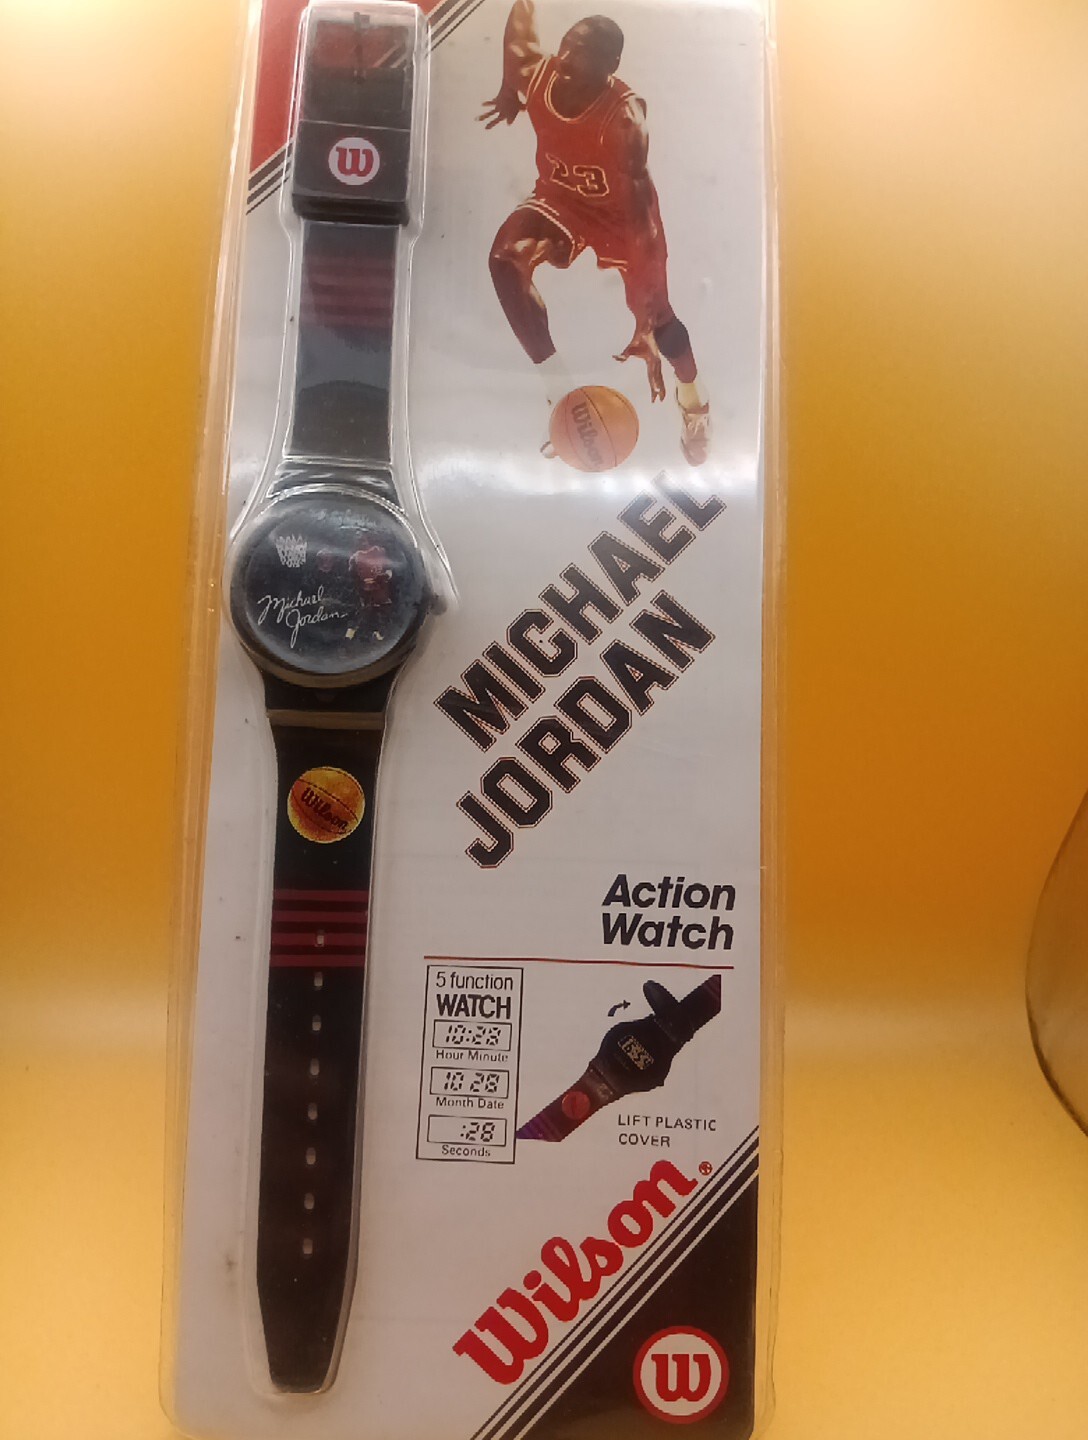 W
23
Wilson
MICHAEL
JORDAN
Michael
Jordan
Wilson
Action
Watch
5 function
WATCH
10:28
Hour Minute
10 28
Month Date
:28
Seconds
LIFT PLASTIC
COVER
Wilson
W